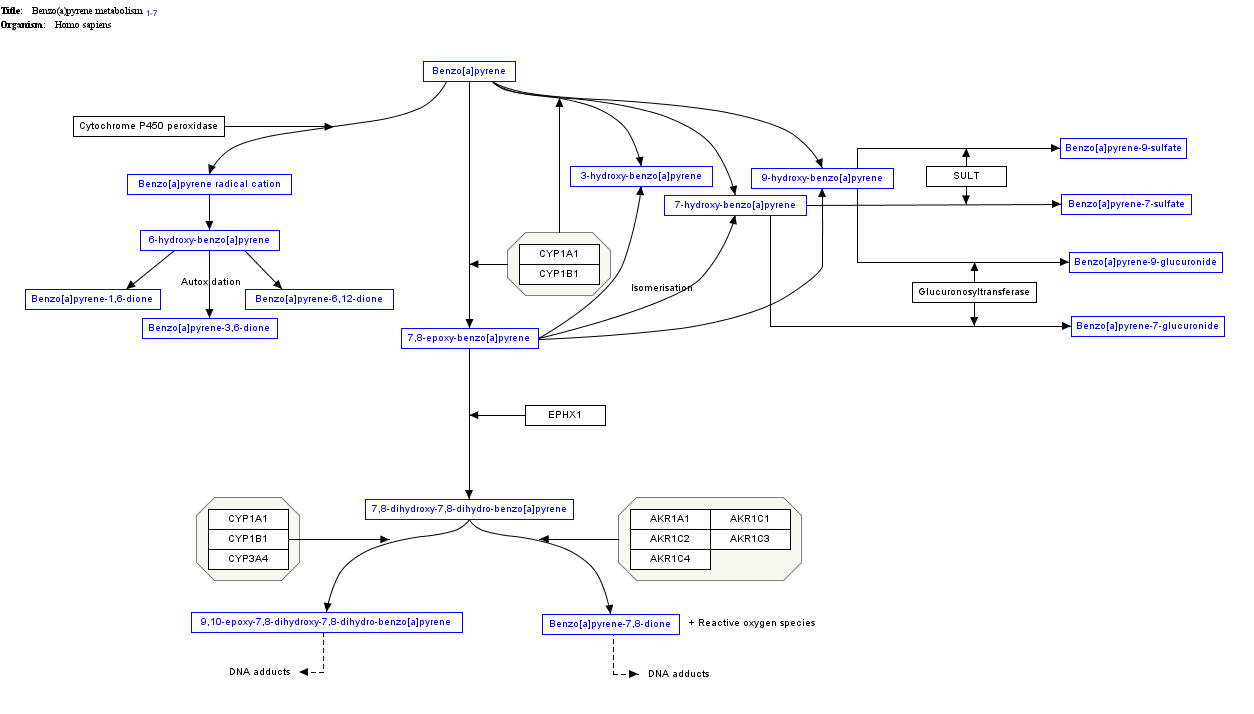 Title: Benzo(a)pyrene metabolism 1-7
Organism: Homo sapiens
Benzo[a]pyrene
Cytochrome P450 peroxidase
Benzo[a]pyrene-9-sulfate
3-hydroxy-benzo[a]pyrene
9-hydroxy-benzo[a]pyrene
SULT
Benzo[a]pyrene radical cation
7-hydroxy-benzo[a]pyrene
Benzo[a]pyrene-7-sulfate
6-hydroxy-benzo[a]pyrene
CYP1A1
CYP1B1
Benzo[a]pyrene-9-glucuronide
Autoxidation
Isomerisation
Glucuronosyltransferase
Benzo[a]pyrene-1,6-dione
Benzo[a]pyrene-6,12-dione
Benzo[a]pyrene-3,6-dione
Benzo[a]pyrene-7-glucuronide
7,8-epoxy-benzo[a]pyrene
EPHX1
7,8-dihydroxy-7,8-dihydro-benzo[a]pyrene
CYP1A1
CYP1B1
CYP3A4
AKR1A1 AKR1C1
AKR1C2 AKR1C3
AKR1C4
9,10-epoxy-7,8-dihydroxy-7,8-dihydro-benzo[a]pyrene
Benzo[a]pyrene-7,8-dione + Reactive oxygen species
DNA adducts
DNA adducts